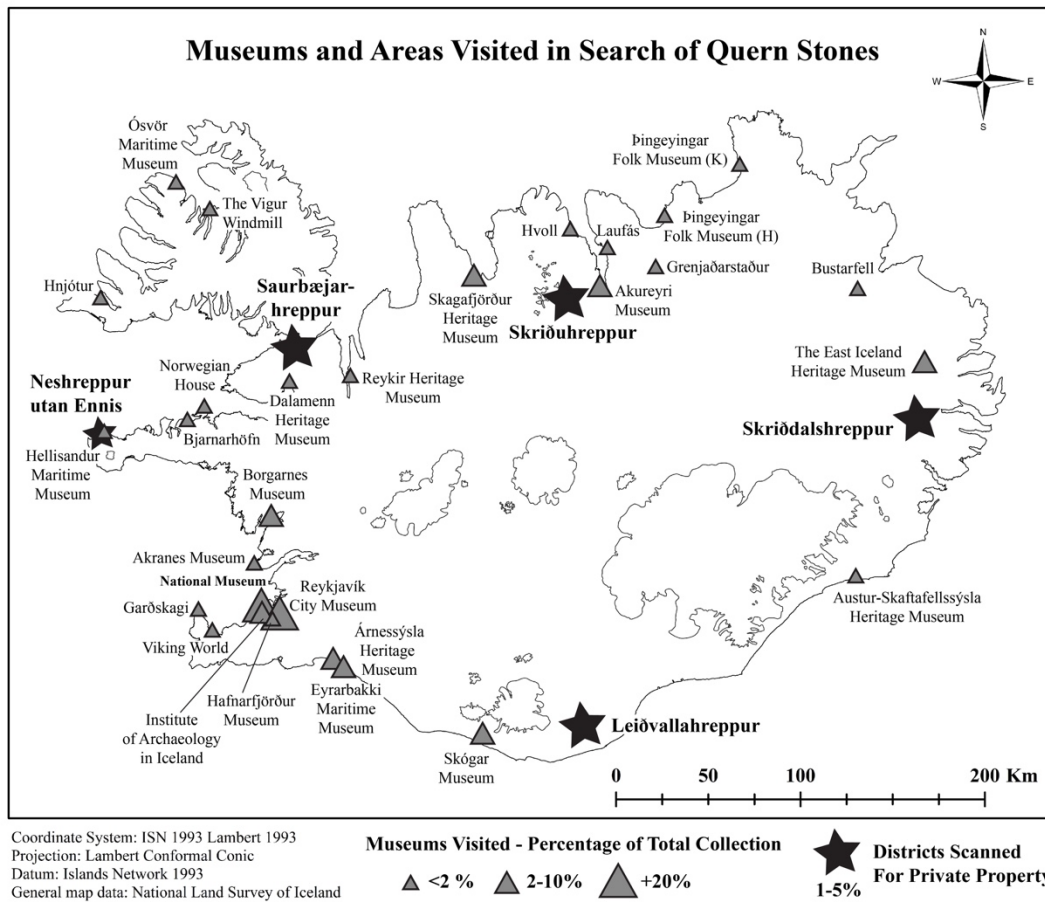 Museums and Areas Visited in Search of Quern Stones
N
W
E
S
Ósvör
Maritime
Museum
The Vigur
Windmill
Hnjótur
Saurbæjar-
hreppur
Norwegian
House
Neshreppur
utan Ennis
Bjarnarhöfn
Dalamenn
Heritage
Museum
Reykir Heritage
Museum
Hellisandur
Maritime
Museum
Borgarnes
Museum
Akranes Museum
National Museum
Reykjavík
City Museum
Garðskagi
Viking World
Árnessýsla
Heritage
Museum
Hafnarfjörður
Museum
Eyrarbakki
Maritime
Museum
Institute
of Archaeology
in Iceland
Skógar
Museum
Skagafjörður
Heritage
Museum
Hvoll
Laufás
Þingeyingar
Folk Museum (K)
Þingeyingar
Folk Museum (H)
Grenjaðarstaður
Akureyri
Museum
Skriðuhreppur
Bustarfell
The East Iceland
Heritage Museum
Skriðdalshreppur
Austur-Skaftafellssýsla
Heritage Museum
Leiðvallahreppur
0 50 100 200 Km
Coordinate System: ISN 1993 Lambert 1993
Projection: Lambert Conformal Conic
Datum: Islands Network 1993
General map data: National Land Survey of Iceland
Museums Visited - Percentage of Total Collection
<2 % 2-10% +20%
Districts Scanned
For Private Property
1-5%